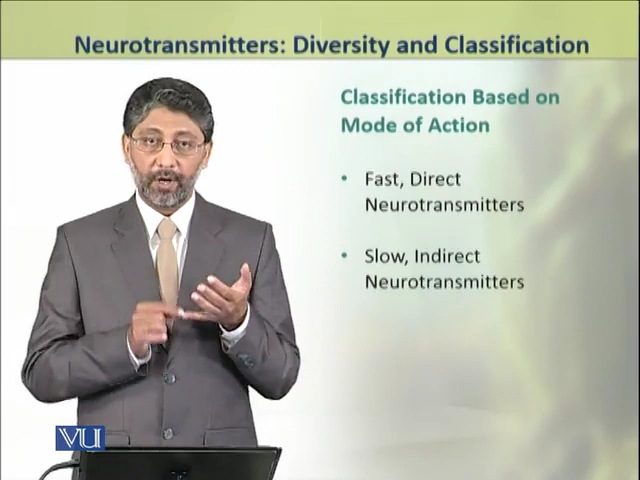 Neurotransmitters: Diversity and Classification
Classification Based on
Mode of Action
• Fast, Direct
Neurotransmitters
• Slow, Indirect
Neurotransmitters
VU